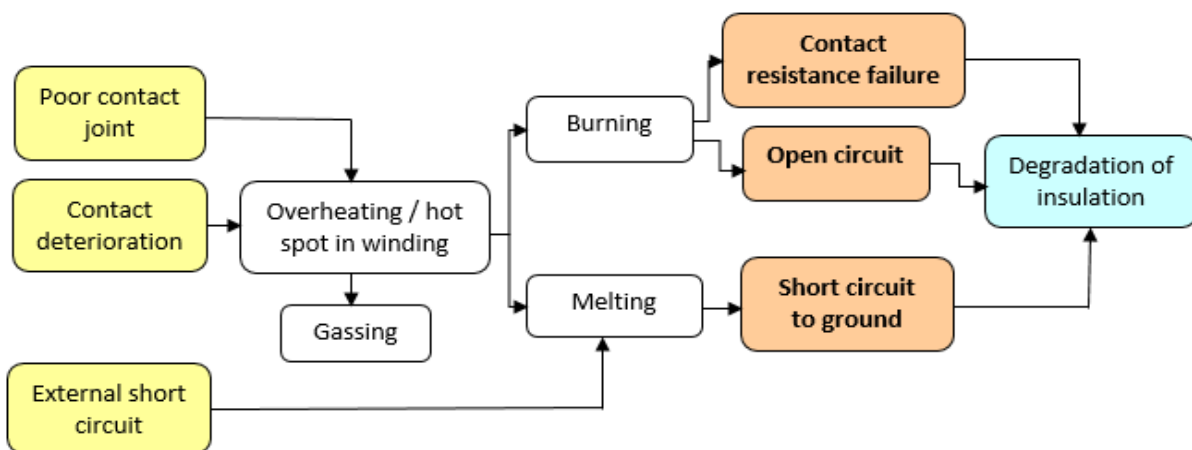 Poor contact
joint
Contact
deterioration
External short
circuit
Overheating / hot
spot in winding
Gassing
Burning
Melting
Contact
resistance failure
Open circuit
Short circuit
to ground
Degradation of
insulation